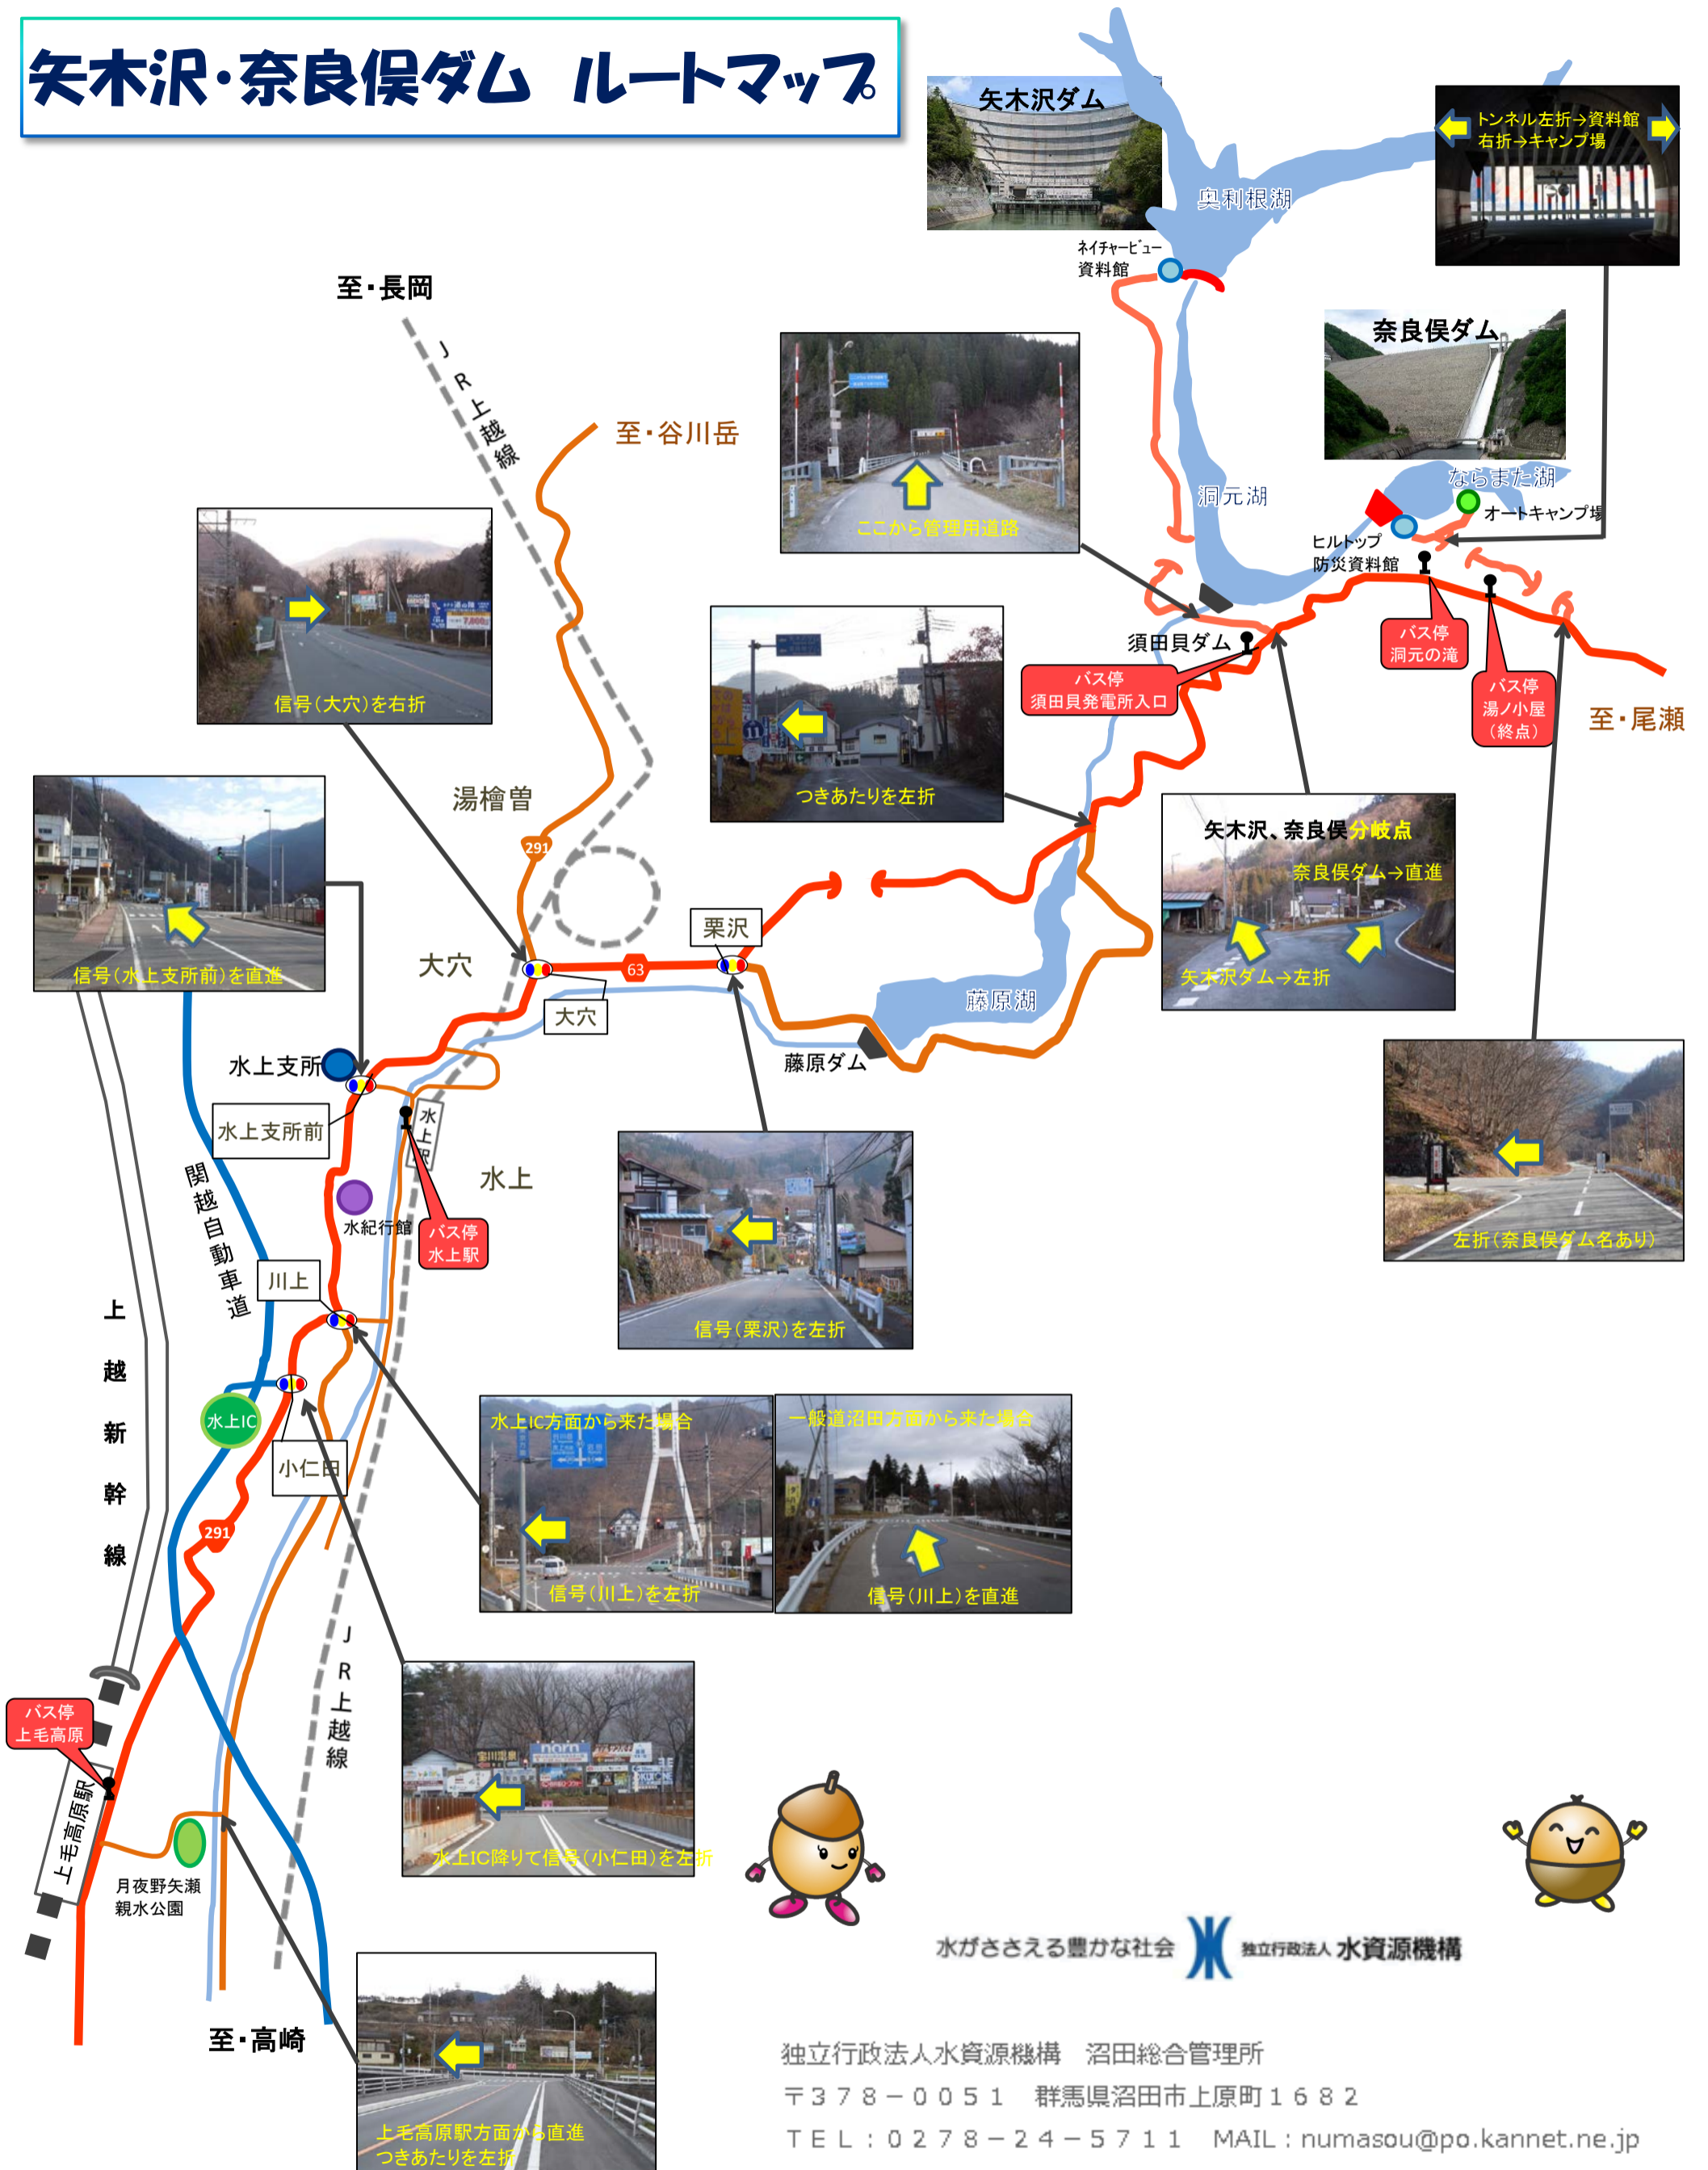 矢木沢・奈良俣ダム　ルートマップ
矢木沢ダム
トンネル左折→資料館
右折→キャンプ場
奥利根湖
ネイチャービュー
資料館
至・長岡
JR上越線
至・谷川岳
奈良俣ダム
ここから管理用道路
洞元湖
ならまた湖
オートキャンプ場
ヒルトップ
防災資料館
信号(大穴)を右折
須田貝ダム
バス停
須田貝発電所入口
バス停
洞元の滝
バス停
湯ノ小屋
(終点)
至・尾瀬
つきあたりを左折
湯檜曽
291
矢木沢、奈良俣分岐点
奈良俣ダム→直進
矢木沢ダム→左折
信号(水上支所前)を直進
大穴
63
栗沢
大穴
藤原湖
藤原ダム
水上支所
水上支所前
水上駅
水上
関越自動車道
水紀行館
バス停
水上駅
信号(栗沢)を左折
左折(奈良俣ダム名あり)
川上
上越新幹線
水上IC
小仁田
291
水上IC方面から来た場合
信号(川上)を左折
一般道沼田方面から来た場合
信号(川上)を直進
JR上越線
水上IC降りて信号(小仁田)を左折
バス停
上毛高原
上毛高原駅
月夜野矢瀬
親水公園
至・高崎
上毛高原駅方面から直進
つきあたりを左折
水がささえる豊かな社会　独立行政法人 水資源機構
独立行政法人水資源機構　沼田総合管理所
〒３７８－００５１　群馬県沼田市上原町１６８２
ＴＥＬ：０２７８－２４－５７１１　MAIL：numasou@po.kannet.ne.jp